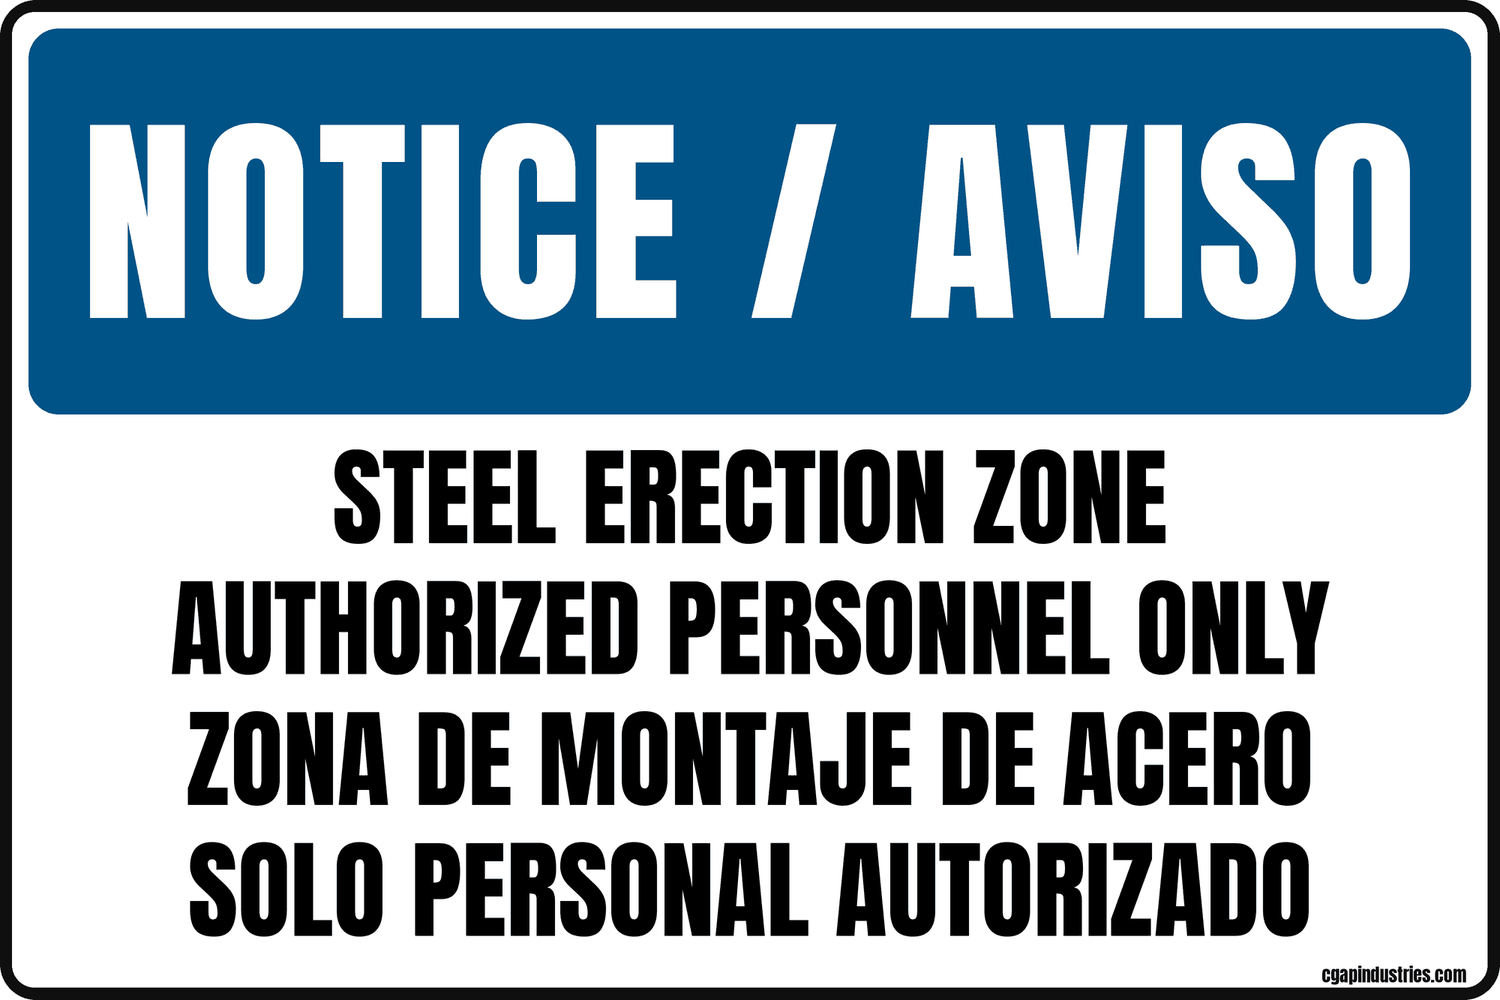 NOTICE / AVISO
STEEL ERECTION ZONE
AUTHORIZED PERSONNEL ONLY
ZONA DE MONTAJE DE ACERO
SOLO PERSONAL AUTORIZADO
cgapindustries.com